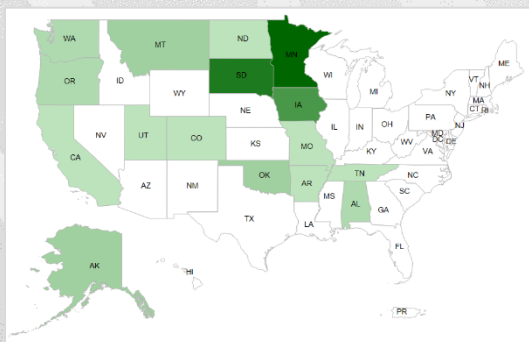 WA
MT
ND
MN
ME
OR
ID
SD
WI
VT
NH
WY
MI
NY
MA
CT
RI
IA
NE
PA
NJ
NV
UT
CO
IL
IN
OH
MD
DE
DC
WV
VA
CA
KS
MO
KY
AZ
NM
OK
AR
TN
NC
SC
MS
AL
GA
TX
LA
FL
AK
HI
PR